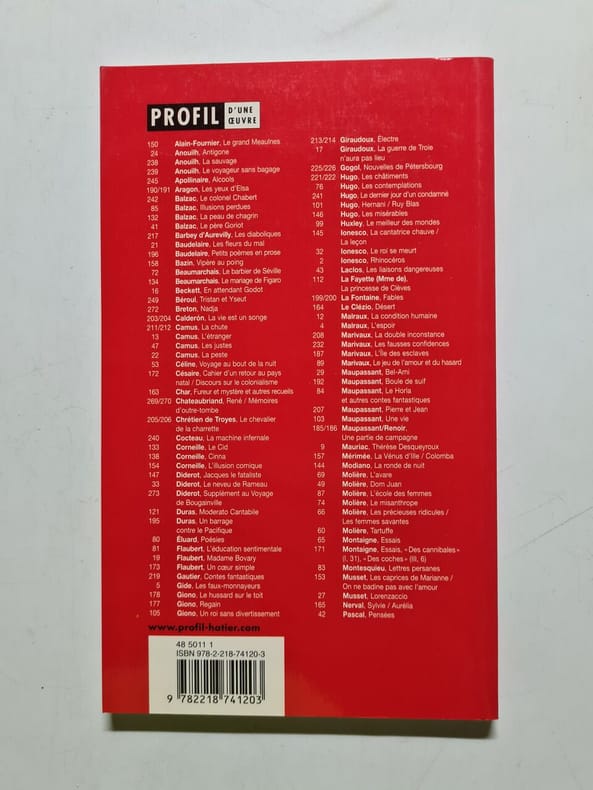 PROFIL D'UNE ŒUVRE
150 Alain-Fournier, Le grand Meaulnes
24 Anouilh, Antigone
238 Anouilh, La sauvage
239 Anouilh, Le voyageur sans bagage
245 Apollinaire, Alcools
190/191 Aragon, Les yeux d'Elsa
242 Balzac, Le colonel Chabert
85 Balzac, Illusions perdues
132 Balzac, La peau de chagrin
41 Balzac, Le père Goriot
217 Barbey d'Aurevilly, Les diaboliques
21 Baudelaire, Les fleurs du mal
196 Baudelaire, Petits poèmes en prose
158 Bazin, Vipère au poing
72 Beaumarchais, Le barbier de Séville
134 Beaumarchais, Le mariage de Figaro
16 Beckett, En attendant Godot
249 Béroul, Tristan et Yseut
272 Breton, Nadja
203/204 Calderón, La vie est un songe
211/212 Camus, La chute
13 Camus, L'étranger
47 Camus, Les justes
22 Camus, La peste
53 Céline, Voyage au bout de la nuit
172 Césaire, Cahier d'un retour au pays
natal / Discours sur le colonialisme
163 Char, Fureur et mystère et autres recueils
269/270 Chateaubriand, René / Mémoires
d'outre-tombe
205/206 Chrétien de Troyes, Le chevalier
de la charrette
240 Cocteau, La machine infernale
133 Corneille, Le Cid
138 Corneille, Cinna
154 Corneille, L'illusion comique
147 Diderot, Jacques le fataliste
33 Diderot, Le neveu de Rameau
273 Diderot, Supplément au Voyage
de Bougainville
121 Duras, Moderato Cantabile
195 Duras, Un barrage
contre le Pacifique
80 Éluard, Poésies
81 Flaubert, L'éducation sentimentale
19 Flaubert, Madame Bovary
173 Flaubert, Un cœur simple
219 Gautier, Contes fantastiques
5 Gide, Les faux-monnayeurs
178 Giono, Le hussard sur le toit
177 Giono, Regain
105 Giono, Un roi sans divertissement
213/214 Giraudoux, Électre
17 Giraudoux, La guerre de Troie
n'aura pas lieu
225/226 Gogol, Nouvelles de Pétersbourg
221/222 Hugo, Les châtiments
76 Hugo, Les contemplations
241 Hugo, Le dernier jour d'un condamné
101 Hugo, Hernani / Ruy Blas
146 Hugo, Les misérables
99 Huxley, Le meilleur des mondes
145 Ionesco, La cantatrice chauve /
La leçon
32 Ionesco, Le roi se meurt
2 Ionesco, Rhinocéros
43 Laclos, Les liaisons dangereuses
112 La Fayette (Mme de),
La princesse de Clèves
199/200 La Fontaine, Fables
164 Le Clézio, Désert
12 Malraux, La condition humaine
4 Malraux, L'espoir
208 Marivaux, La double inconstance
232 Marivaux, Les fausses confidences
187 Marivaux, L'Île des esclaves
89 Marivaux, Le jeu de l'amour et du hasard
29 Maupassant, Bel-Ami
192 Maupassant, Boule de suif
84 Maupassant, Le Horla
et autres contes fantastiques
207 Maupassant, Pierre et Jean
103 Maupassant, Une vie
185/186 Maupassant/Renoir,
Une partie de campagne
9 Mauriac, Thérèse Desqueyroux
157 Mérimée, La Vénus d'Ille / Colomba
144 Modiano, La ronde de nuit
69 Molière, L'avare
49 Molière, Dom Juan
87 Molière, L'école des femmes
74 Molière, Le misanthrope
66 Molière, Les précieuses ridicules /
Les femmes savantes
60 Molière, Tartuffe
65 Montaigne, Essais
171 Montaigne, Essais, «Des cannibales»
(I, 31), «Des coches» (III, 6)
83 Montesquieu, Lettres persanes
153 Musset, Les caprices de Marianne /
On ne badine pas avec l'amour
27 Musset, Lorenzaccio
165 Nerval, Sylvie / Aurélia
42 Pascal, Pensées
www.profil-hatier.com
48 5011 1
ISBN 978-2-218-74120-3
9 782218 741203